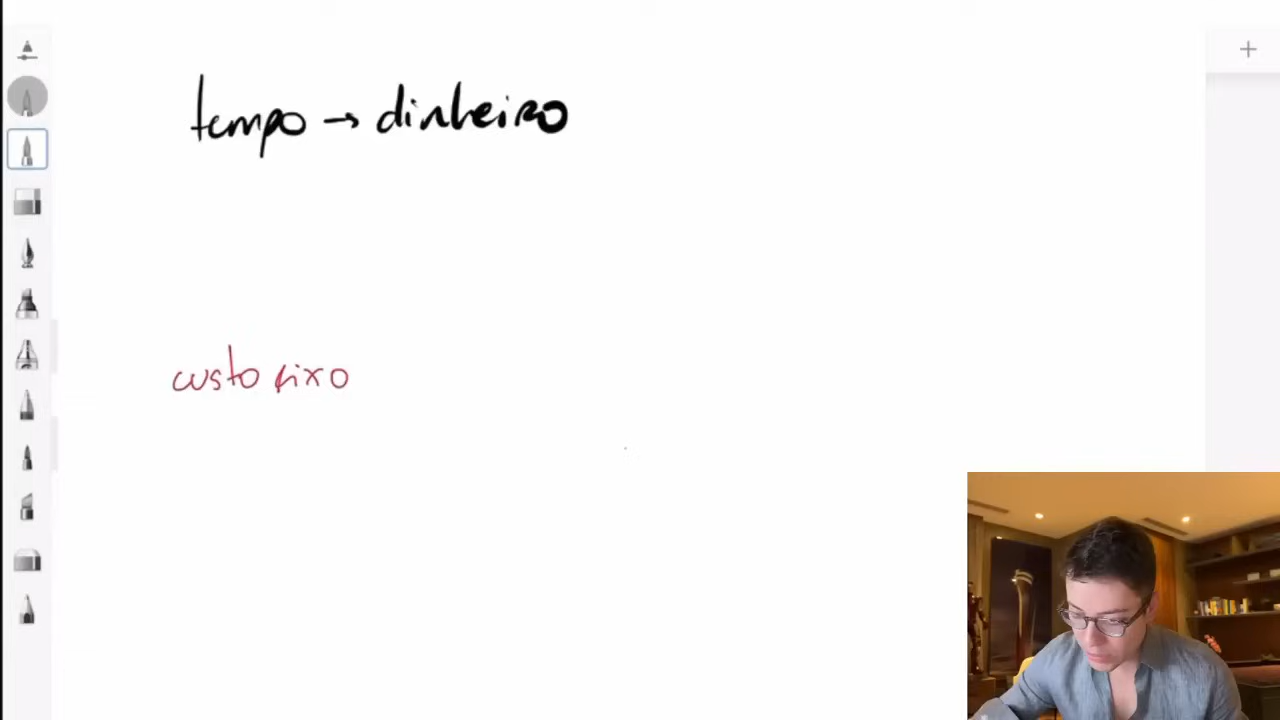 tempo → dinheiro
custo fixo